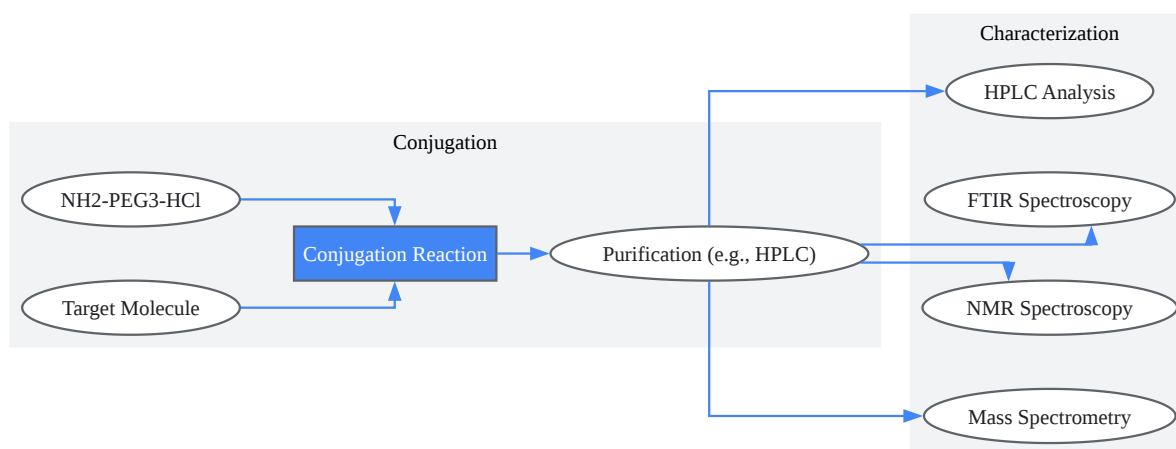 Characterization
HPLC Analysis
Conjugation
NH2-PEG3-HCl
FTIR Spectroscopy
Conjugation Reaction
Purification (e.g., HPLC)
Target Molecule
NMR Spectroscopy
Mass Spectrometry